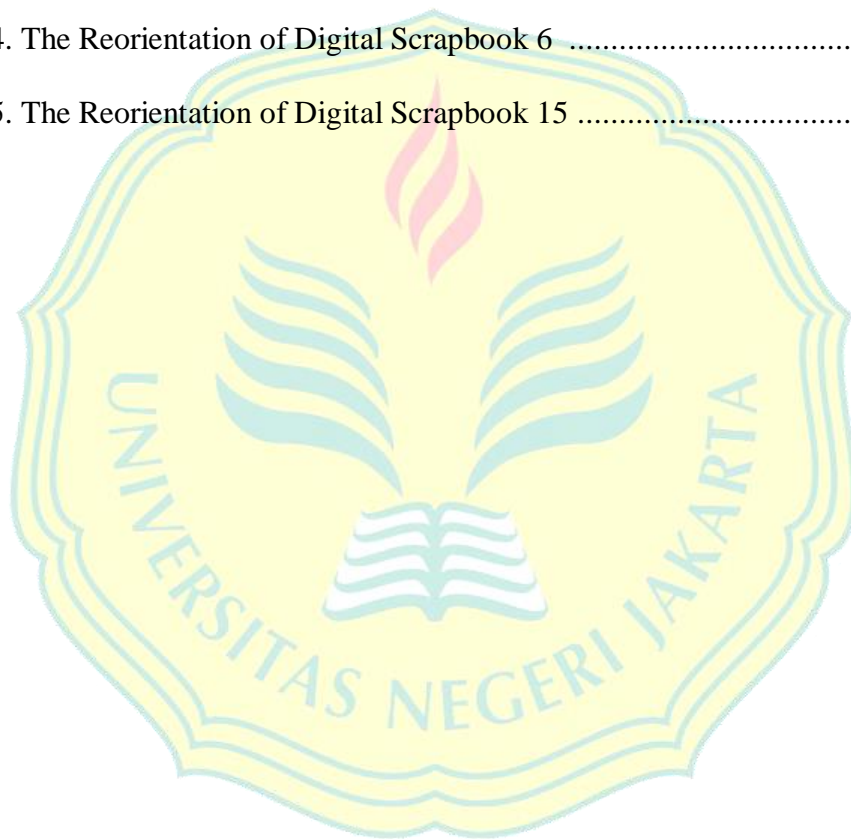 4. The Reorientation of Digital Scrapbook 6 ..................................
5. The Reorientation of Digital Scrapbook 15 .................................
UNIVERSITAS NEGERI JAKARTA